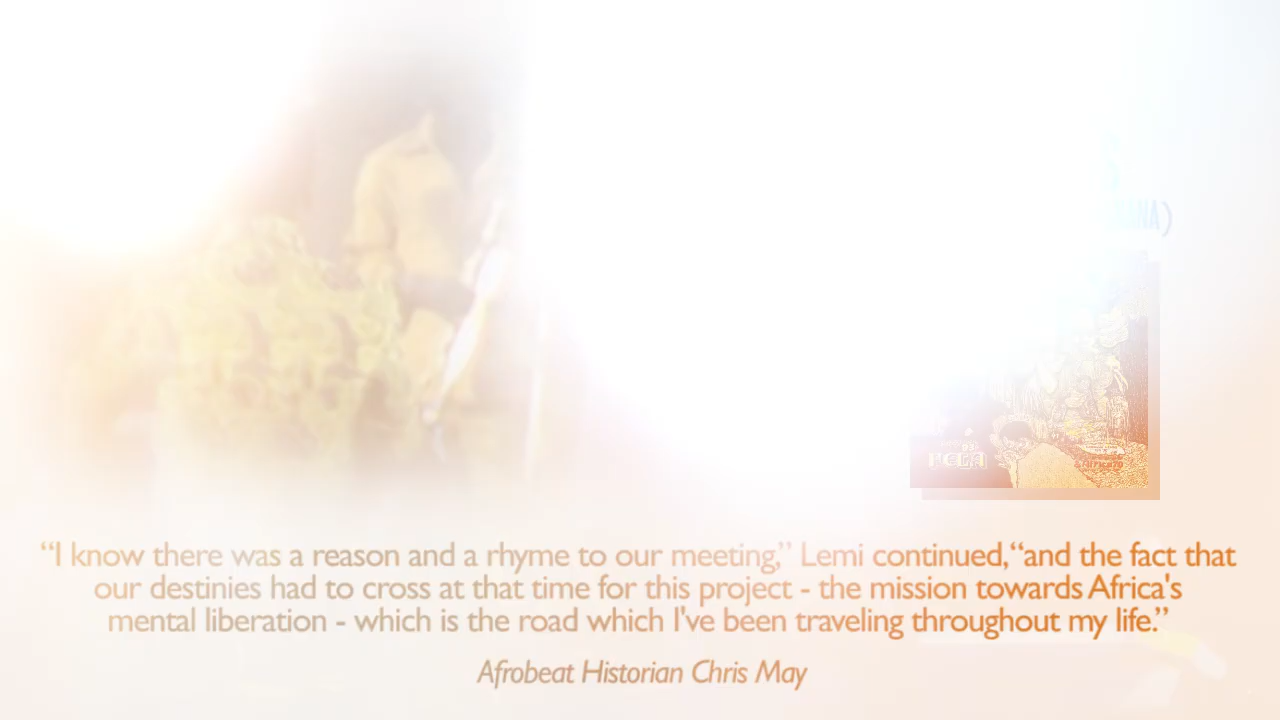 FELA
“I know there was a reason and a rhyme to our meeting,” Lemi continued,“and the fact that
our destinies had to cross at that time for this project - the mission towards Africa's
mental liberation - which is the road which I've been traveling throughout my life.”
Afrobeat Historian Chris May